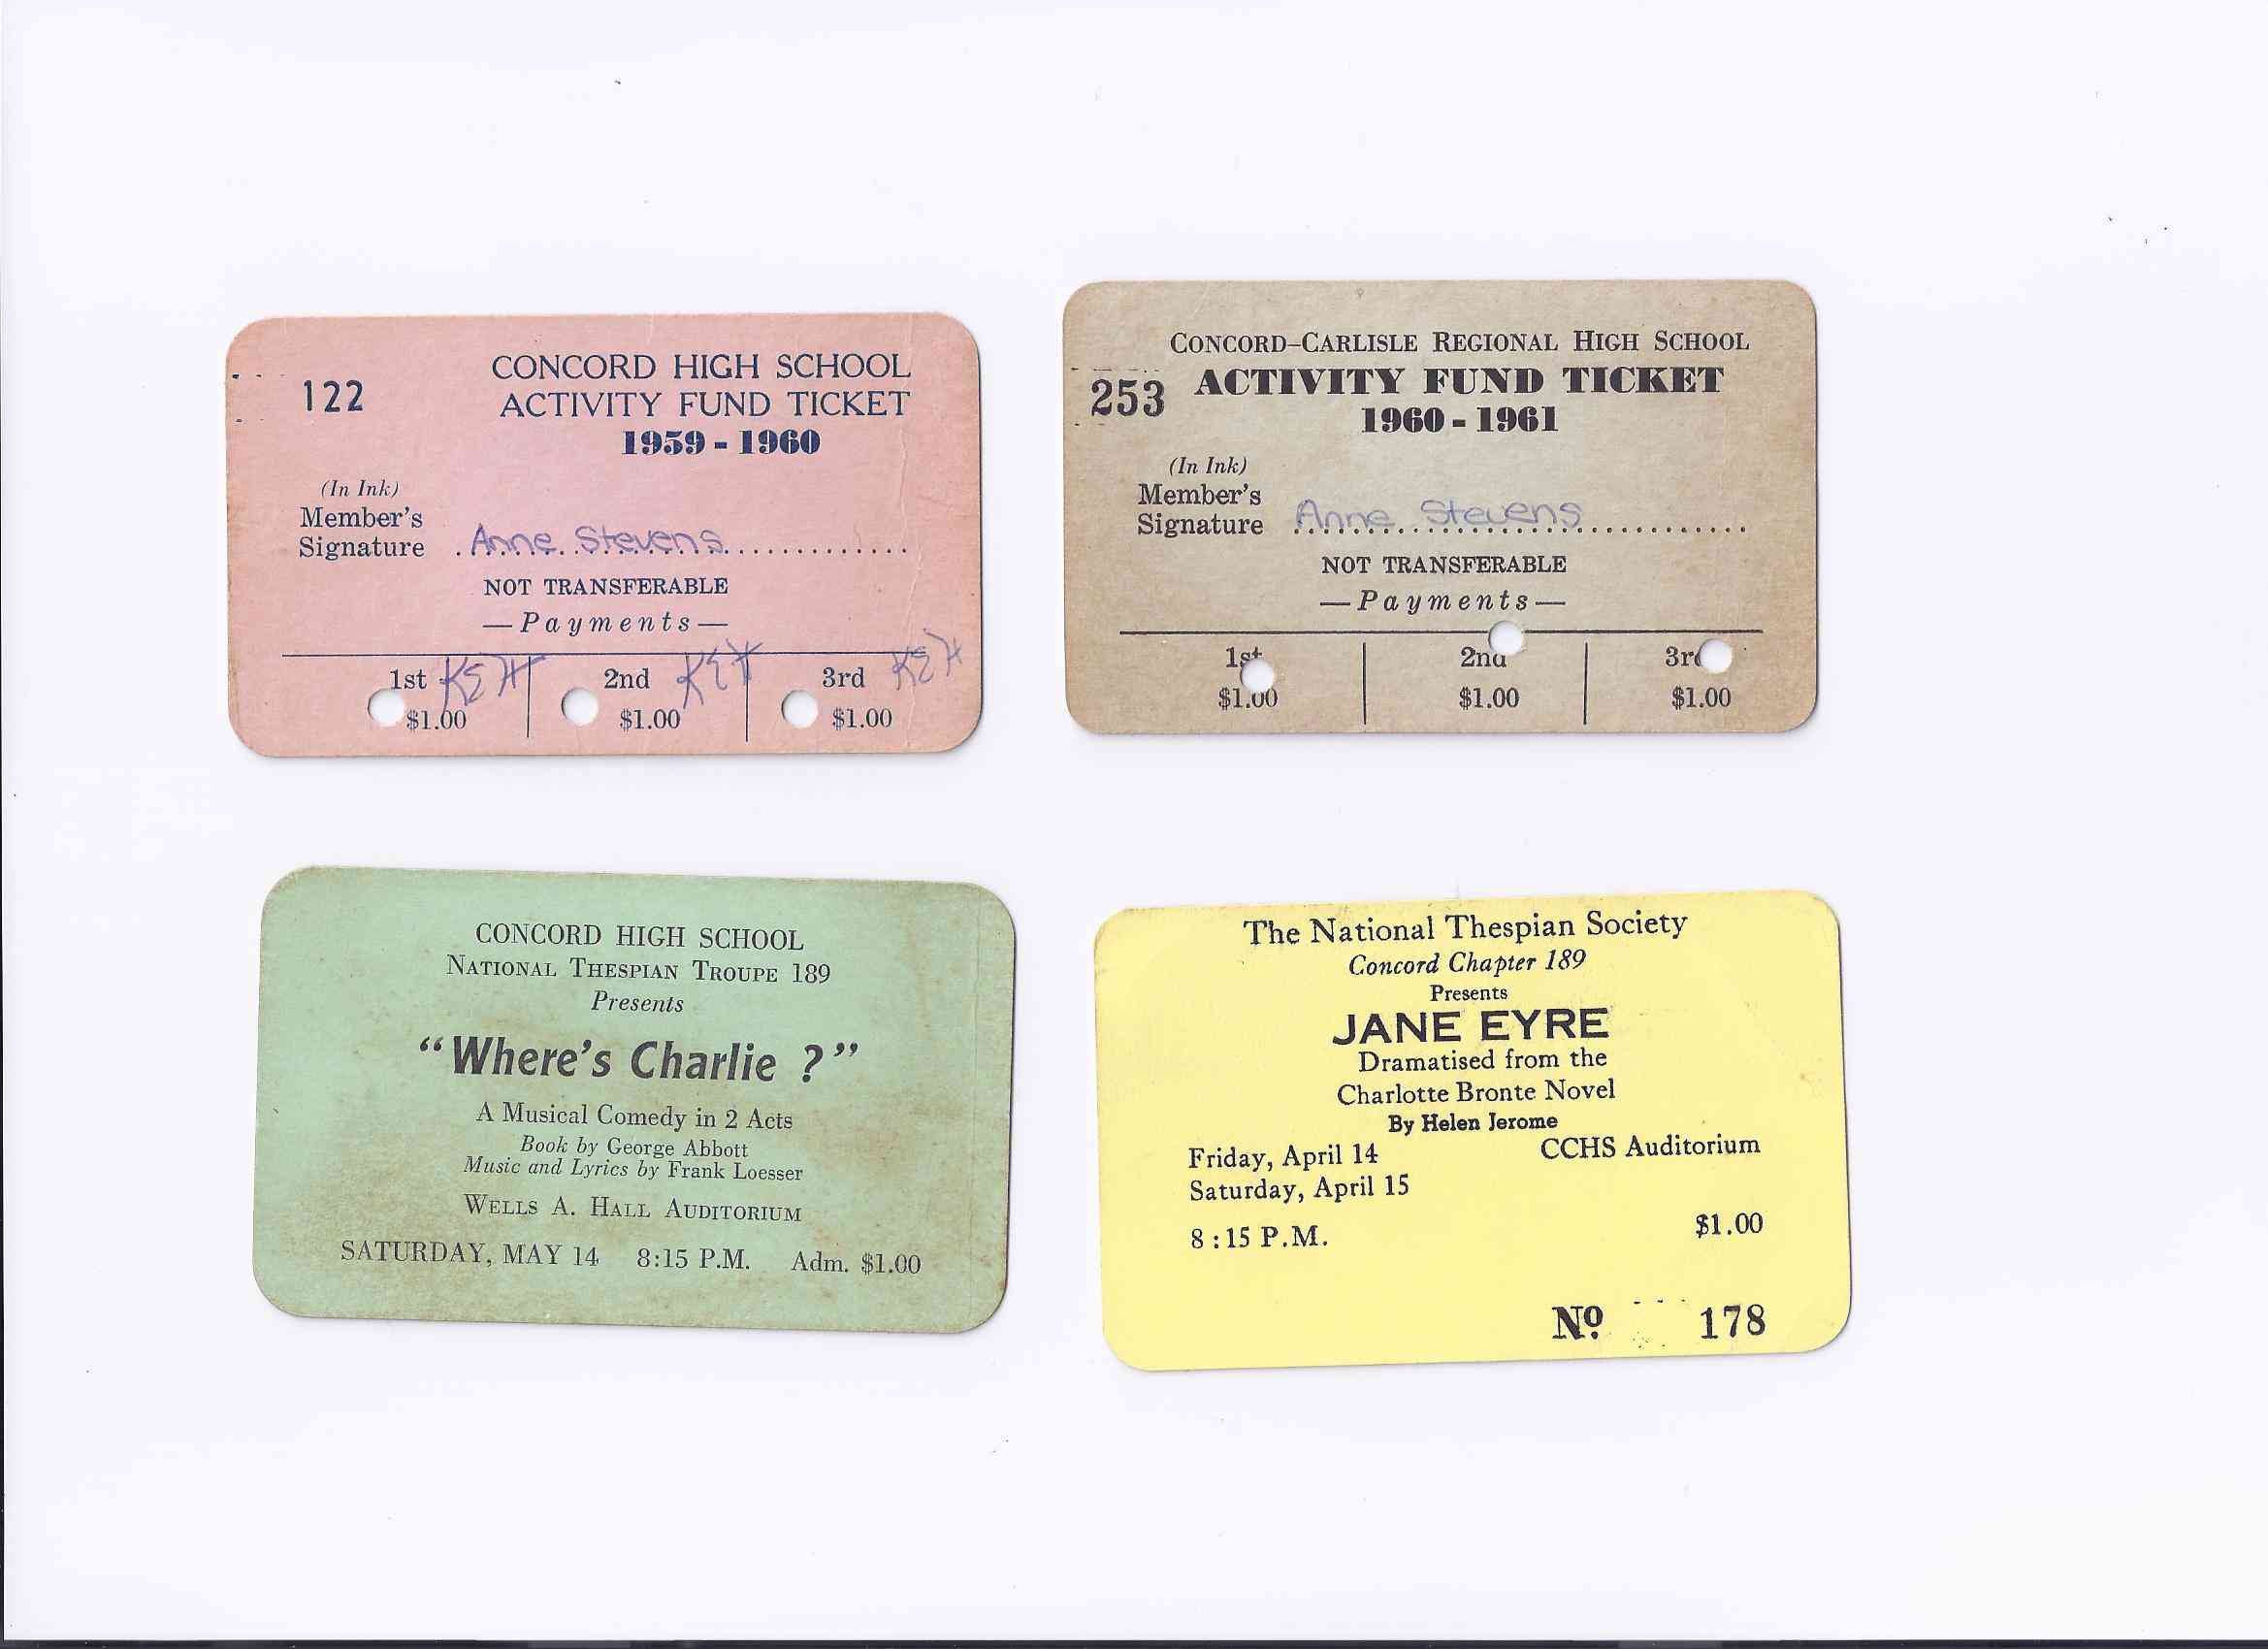 122
CONCORD HIGH SCHOOL
ACTIVITY FUND TICKET
1959 - 1960
(In Ink)
Member's
Signature Anne Stevens
NOT TRANSFERABLE
—Payments—
1st KEH 2nd KEH 3rd KEH
$1.00 $1.00 $1.00
CONCORD-CARLISLE REGIONAL HIGH SCHOOL
253 ACTIVITY FUND TICKET
1960 - 1961
(In Ink)
Member's
Signature Anne Stevens
NOT TRANSFERABLE
—Payments—
1st 2nd 3rd
$1.00 $1.00 $1.00
CONCORD HIGH SCHOOL
NATIONAL THESPIAN TROUPE 189
Presents
"Where's Charlie ?"
A Musical Comedy in 2 Acts
Book by George Abbott
Music and Lyrics by Frank Loesser
WELLS A. HALL AUDITORIUM
SATURDAY, MAY 14 8:15 P.M. Adm. $1.00
The National Thespian Society
Concord Chapter 189
Presents
JANE EYRE
Dramatised from the
Charlotte Bronte Novel
By Helen Jerome
Friday, April 14 CCHS Auditorium
Saturday, April 15
8:15 P.M. $1.00
Nº 178